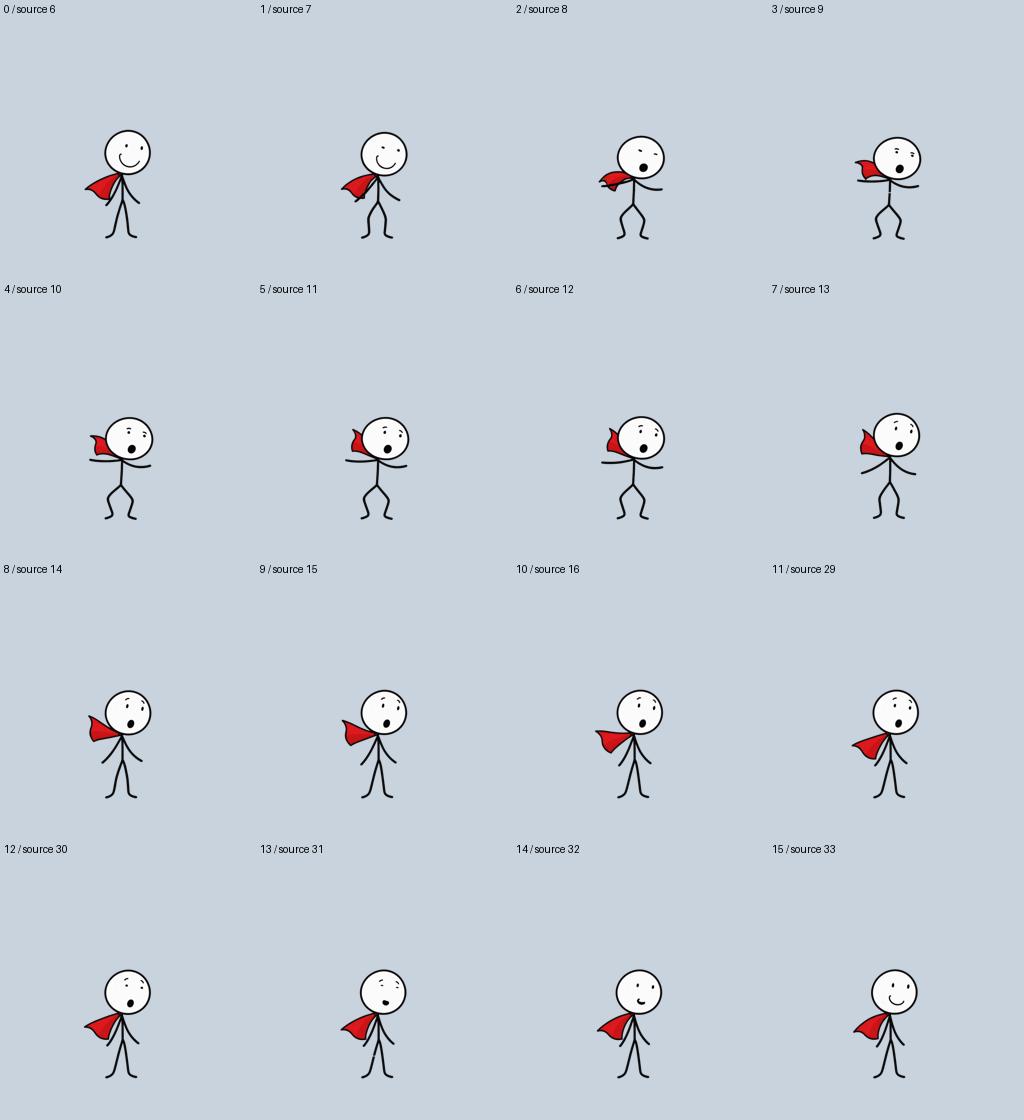 0 / source 6
1 / source 7
2 / source 8
3 / source 9
4 / source 10
5 / source 11
6 / source 12
7 / source 13
8 / source 14
9 / source 15
10 / source 16
11 / source 29
12 / source 30
13 / source 31
14 / source 32
15 / source 33